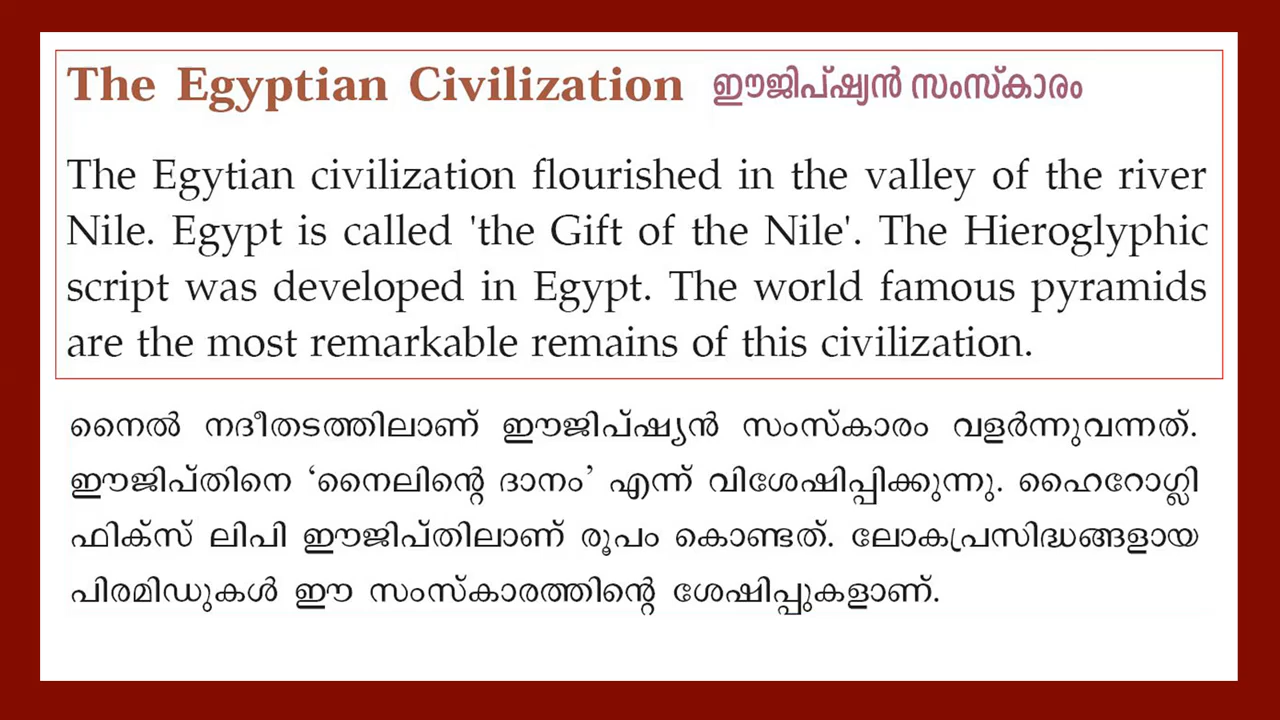 The Egyptian Civilization ഈജിപ്ഷ്യൻ സംസ്കാരം
The Egytian civilization flourished in the valley of the river
Nile. Egypt is called 'the Gift of the Nile'. The Hieroglyphic
script was developed in Egypt. The world famous pyramids
are the most remarkable remains of this civilization.
നൈൽ നദീതടത്തിലാണ് ഈജിപ്ഷ്യൻ സംസ്കാരം വളർന്നുവന്നത്.
ഈജിപ്തിനെ ‘നൈലിന്റെ ദാനം’ എന്ന് വിശേഷിപ്പിക്കുന്നു. ഹൈറോഗ്ലി
ഫിക്സ് ലിപി ഈജിപ്തിലാണ് രൂപം കൊണ്ടത്. ലോകപ്രസിദ്ധങ്ങളായ
പിരമിഡുകൾ ഈ സംസ്കാരത്തിന്റെ ശേഷിപ്പുകളാണ്.